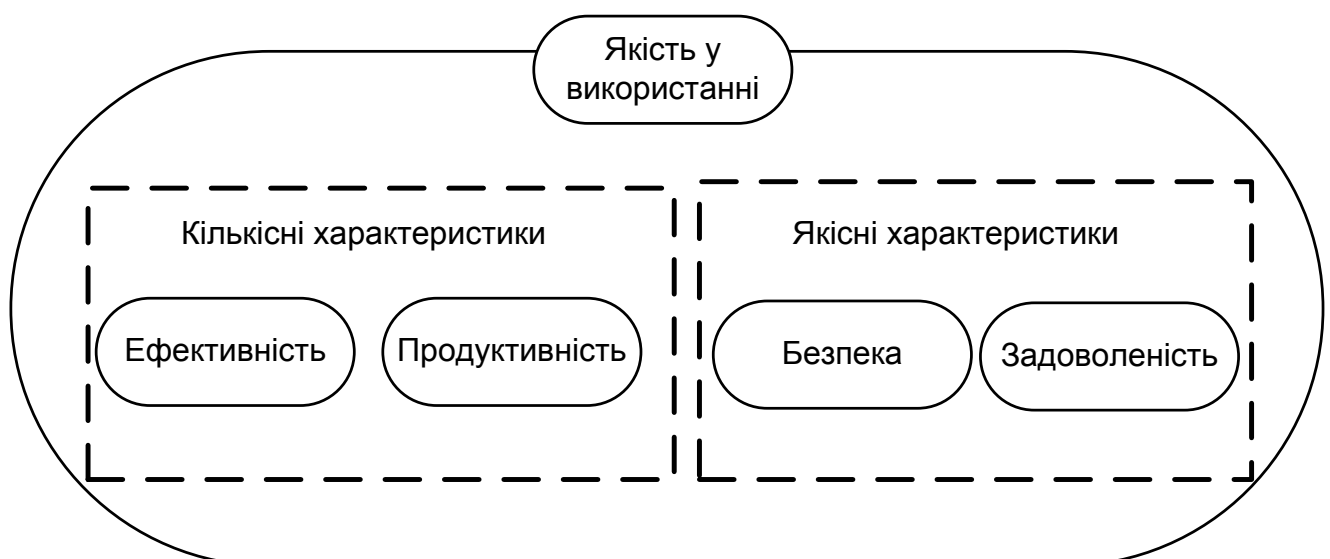 Якість у
використанні
Кількісні характеристики
Якісні характеристики
Ефективність
Продуктивність
Безпека
Задоволеність